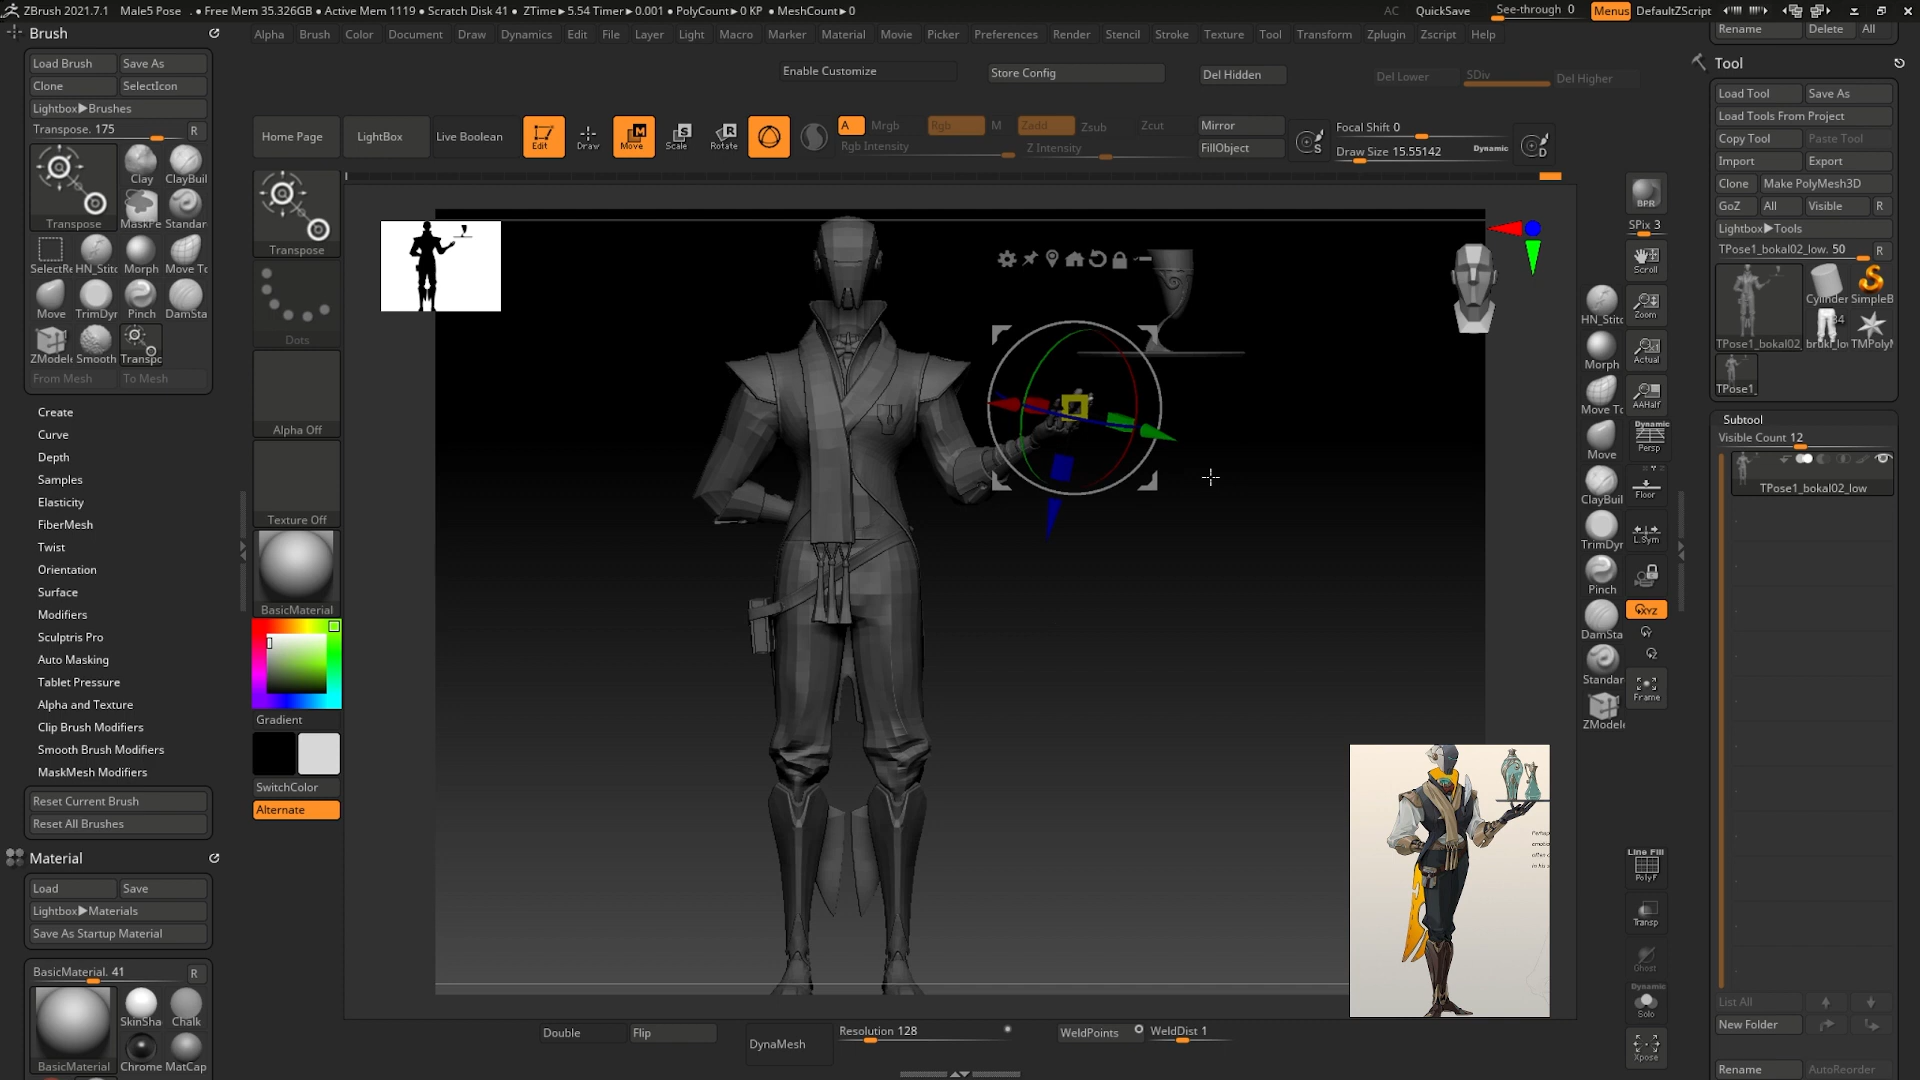 ZBrush 2021.7.1 Male5 Pose . • Free Mem 35.326GB • Active Mem 1119 • Scratch Disk 41 • ZTime►5.54 Timer►0.001 • PolyCount►0 KP • MeshCount►0 AC QuickSave See-through 0 Menus DefaultZScript
Brush
Alpha Brush Color Document Draw Dynamics Edit File Layer Light Macro Marker Material Movie Picker Preferences Render Stencil Stroke Texture Tool Transform Zplugin Zscript Help
Rename Delete All
Load Brush Save As
Clone SelectIcon
Lightbox►Brushes
Transpose. 175 R
Enable Customize Store Config Del Hidden Del Lower SDiv Del Higher
Tool
Load Tool Save As
Load Tools From Project
Copy Tool Paste Tool
Import Export
Clone Make PolyMesh3D
GoZ All Visible R
Lightbox►Tools
TPose1_bokal02_low. 50 R
Home Page LightBox Live Boolean Edit Draw Move Scale Rotate
A Mrgb Rgb M Zadd Zsub Zcut
Rgb Intensity Z Intensity
Mirror
FillObject
S
Focal Shift 0
Draw Size 15.55142 Dynamic
D
Clay ClayBuil
Transpose MaskPe Standar
SelectRe HN_Stitc Morph Move To
Move TrimDyn Pinch DamSta
ZModele Smooth Transpo
From Mesh To Mesh
Create
Curve
Depth
Samples
Elasticity
FiberMesh
Twist
Orientation
Surface
Modifiers
Sculptris Pro
Auto Masking
Tablet Pressure
Alpha and Texture
Clip Brush Modifiers
Smooth Brush Modifiers
MaskMesh Modifiers
Reset Current Brush
Reset All Brushes
Material
Load Save
Lightbox►Materials
Save As Startup Material
BasicMaterial. 41 R
SkinSha Chalk
BasicMaterial Chrome MatCap
Transpose
Dots
Alpha Off
Texture Off
BasicMaterial
Gradient
SwitchColor
Alternate
HN_Stitc
Morph
Move To
Move
ClayBuil
TrimDyn
Pinch
DamSta
Standar
ZModele
BPR
SPix 3
Scroll
Zoom
Actual
AAHalf
Dynamic
Persp
Floor
L.Sym
XYZ
Frame
Line Fill
PolyF
Transp
Ghost
Dynamic
Solo
Xpose
Cylinder SimpleB
34
TPose1_bokal02_ bruki_lo TMPolyM
TPose1_
Subtool
Visible Count 12
TPose1_bokal02_low
List All
New Folder
Rename AutoReorder
Double Flip DynaMesh Resolution 128 WeldPoints WeldDist 1